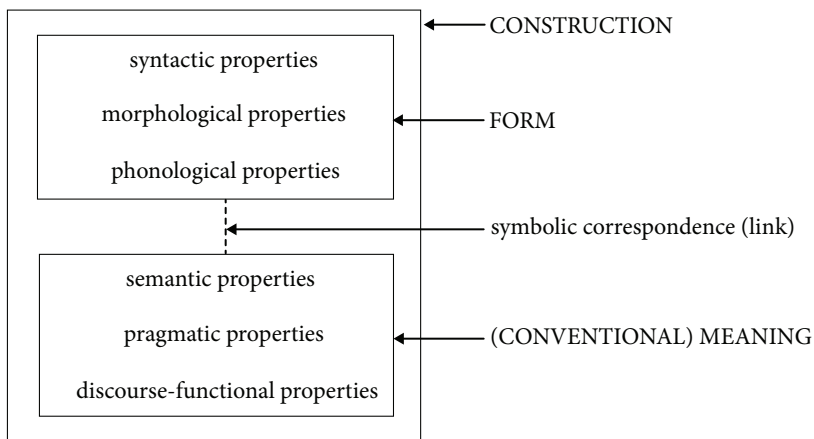 CONSTRUCTION
syntactic properties
morphological properties
FORM
phonological properties
symbolic correspondence (link)
semantic properties
pragmatic properties
(CONVENTIONAL) MEANING
discourse-functional properties